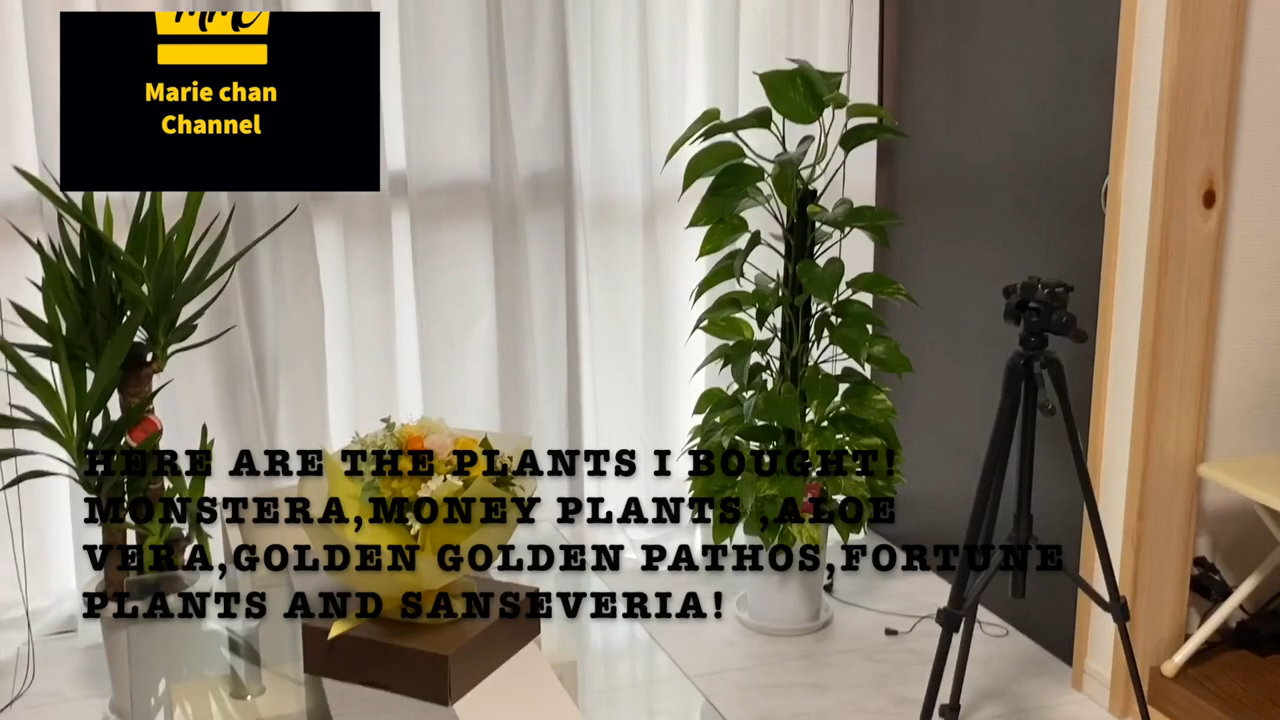 MMC
Marie chan
Channel
HERE ARE THE PLANTS I BOUGHT!
MONSTERA,MONEY PLANTS ,ALOE
VERA,GOLDEN GOLDEN PATHOS,FORTUNE
PLANTS AND SANSEVERIA!